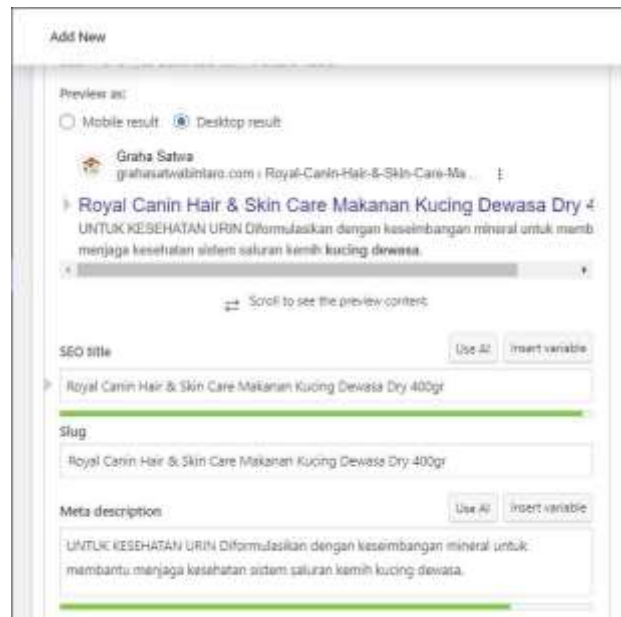 Add New
Preview as:
Mobile result Desktop result
Graha Satwa
grahasatwabintaro.com › Royal-Canin-Hair-&-Skin-Care-Ma...
Royal Canin Hair & Skin Care Makanan Kucing Dewasa Dry 4
UNTUK KESEHATAN URIN Diformulasikan dengan keseimbangan mineral untuk memb
menjaga kesehatan sistem saluran kemih kucing dewasa.
Scroll to see the preview content.
SEO title Use AI Insert variable
Royal Canin Hair & Skin Care Makanan Kucing Dewasa Dry 400gr
Slug
Royal Canin Hair & Skin Care Makanan Kucing Dewasa Dry 400gr
Meta description Use AI Insert variable
UNTUK KESEHATAN URIN Diformulasikan dengan keseimbangan mineral untuk
membantu menjaga kesehatan sistem saluran kemih kucing dewasa.